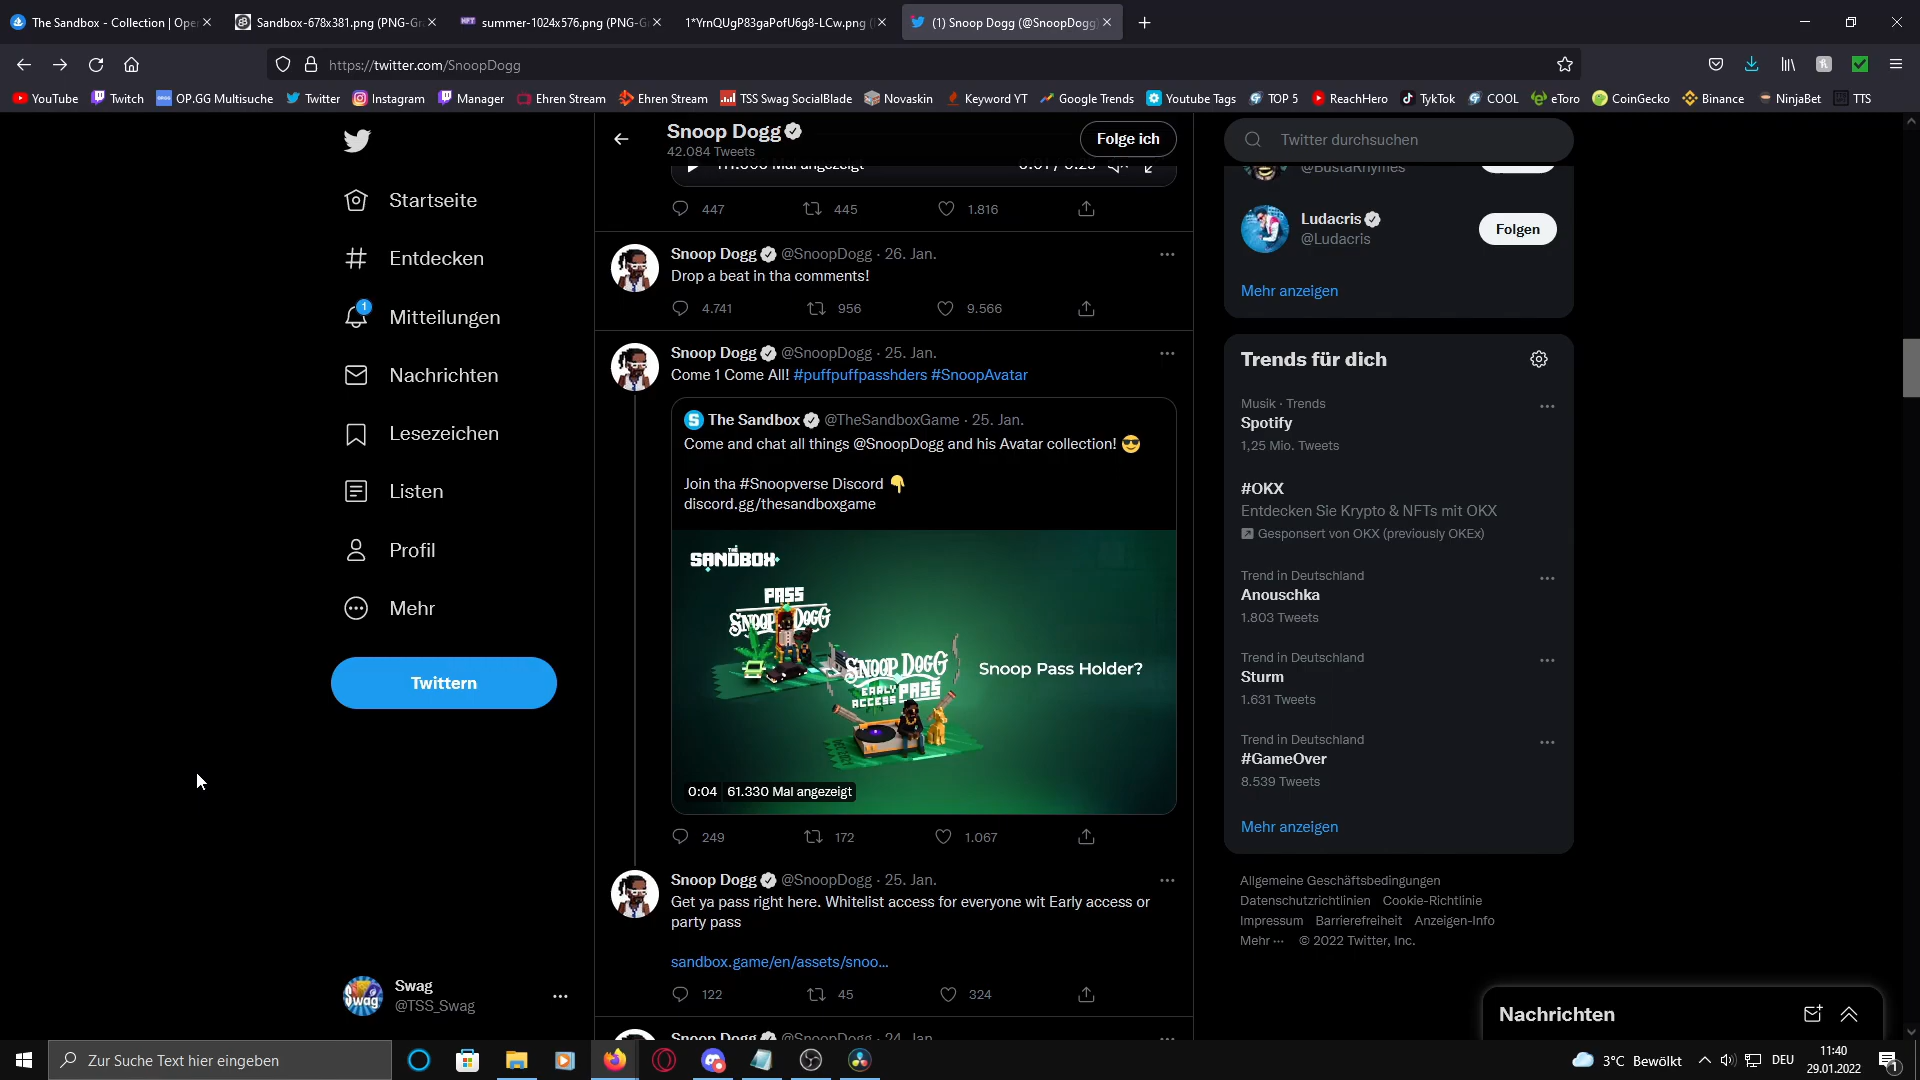 The Sandbox - Collection | Ope
Sandbox-678x381.png (PNG-Gr
NFT summer-1024x576.png (PNG-G
1*YrnQUgP83gaPofU6g8-LCw.png (
(1) Snoop Dogg (@SnoopDogg)
https://twitter.com/SnoopDogg
YouTube
Twitch
OP.GG Multisuche
Twitter
Instagram
Manager
Ehren Stream
Ehren Stream
TSS Swag SocialBlade
Novaskin
Keyword YT
Google Trends
Youtube Tags
TOP 5
ReachHero
TykTok
COOL
eToro
CoinGecko
Binance
NinjaBet
TTS
Startseite
Entdecken
1
Mitteilungen
Nachrichten
Lesezeichen
Listen
Profil
Mehr
Twittern
Swag
@TSS_Swag
Snoop Dogg
42.084 Tweets
Folge ich
447 445 1.816
Snoop Dogg @SnoopDogg · 26. Jan.
Drop a beat in tha comments!
4.741 956 9.566
Snoop Dogg @SnoopDogg · 25. Jan.
Come 1 Come All! #puffpuffpasshders #SnoopAvatar
The Sandbox @TheSandboxGame · 25. Jan.
Come and chat all things @SnoopDogg and his Avatar collection! 😎
Join tha #Snoopverse Discord 👇
discord.gg/thesandboxgame
THE
SANDBOX
PASS
SNOOP DOGG
SNOOP DOGG
EARLY
ACCESS PASS
Snoop Pass Holder?
0:04 61.330 Mal angezeigt
249 172 1.067
Snoop Dogg @SnoopDogg · 25. Jan.
Get ya pass right here. Whitelist access for everyone wit Early access or
party pass
sandbox.game/en/assets/snoo...
122 45 324
Snoop Dogg @SnoopDogg · 24. Jan.
Twitter durchsuchen
@BustaRhymes
Ludacris
@Ludacris
Folgen
Mehr anzeigen
Trends für dich
Musik · Trends
Spotify
1,25 Mio. Tweets
#OKX
Entdecken Sie Krypto & NFTs mit OKX
Gesponsert von OKX (previously OKEx)
Trend in Deutschland
Anouschka
1.803 Tweets
Trend in Deutschland
Sturm
1.631 Tweets
Trend in Deutschland
#GameOver
8.539 Tweets
Mehr anzeigen
Allgemeine Geschäftsbedingungen
Datenschutzrichtlinien Cookie-Richtlinie
Impressum Barrierefreiheit Anzeigen-Info
Mehr ··· © 2022 Twitter, Inc.
Nachrichten
Zur Suche Text hier eingeben
3°C Bewölkt
DEU
11:40
29.01.2022
1